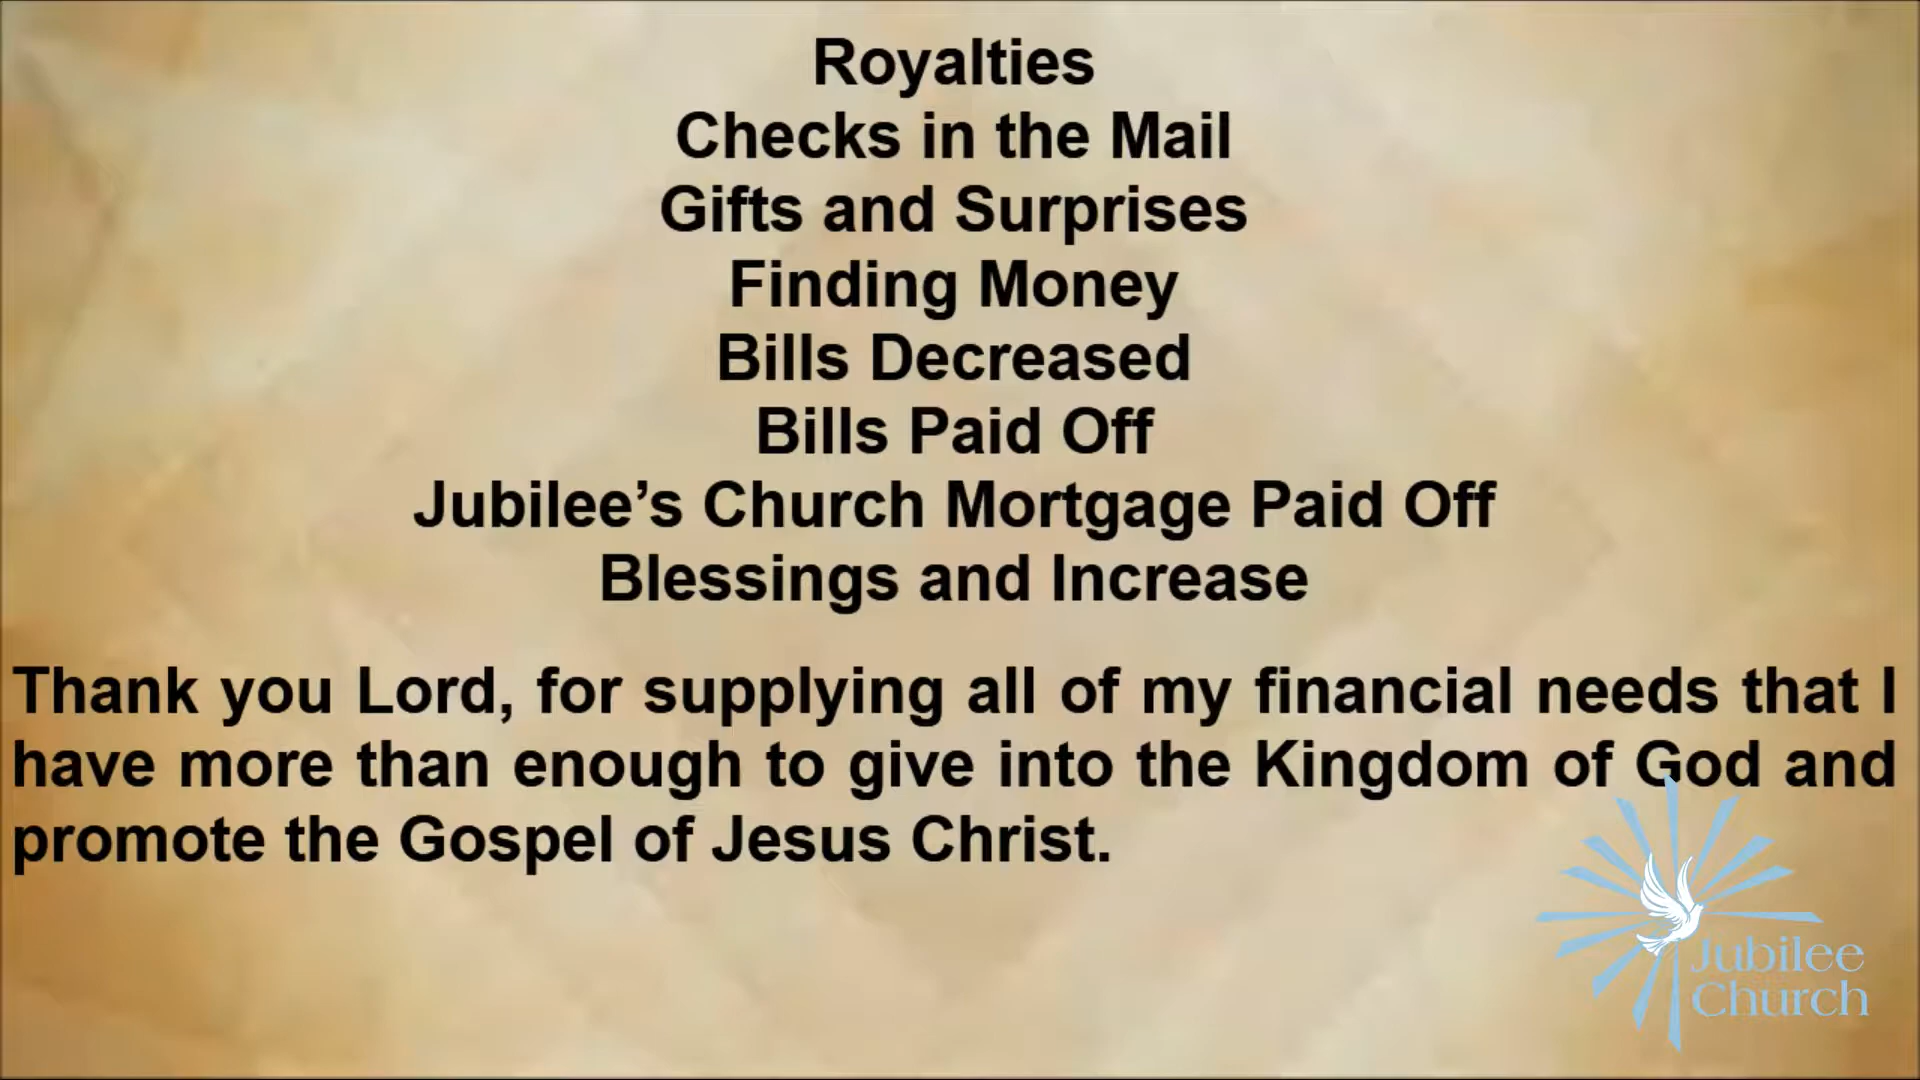 Royalties
Checks in the Mail
Gifts and Surprises
Finding Money
Bills Decreased
Bills Paid Off
Jubilee’s Church Mortgage Paid Off
Blessings and Increase
Thank you Lord, for supplying all of my financial needs that I
have more than enough to give into the Kingdom of God and
promote the Gospel of Jesus Christ.
Jubilee
Church